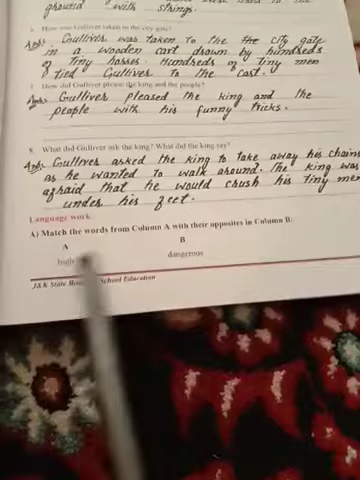 ground with strings.
6. How was Gulliver taken to the city gate?
Ans. Gulliver was taken to the the city gate
in a wooden cart drown by hundreds
of tiny horses. Hundreds of tiny men
tied Gulliver to the cart.
7. How did Gulliver please the king and the people?
Ans. Gulliver pleased the king and the
people with his funny tricks.
8. What did Gulliver ask the king? What did the king say?
Ans. Gulliver asked the king to take away his chains
as he wanted to walk around. The king was
afraid that he would crush his tiny men
under his feet.
Language work
A) Match the words from Column A with their opposites in Column B:
A B
high dangerous
J&K State Board School Education